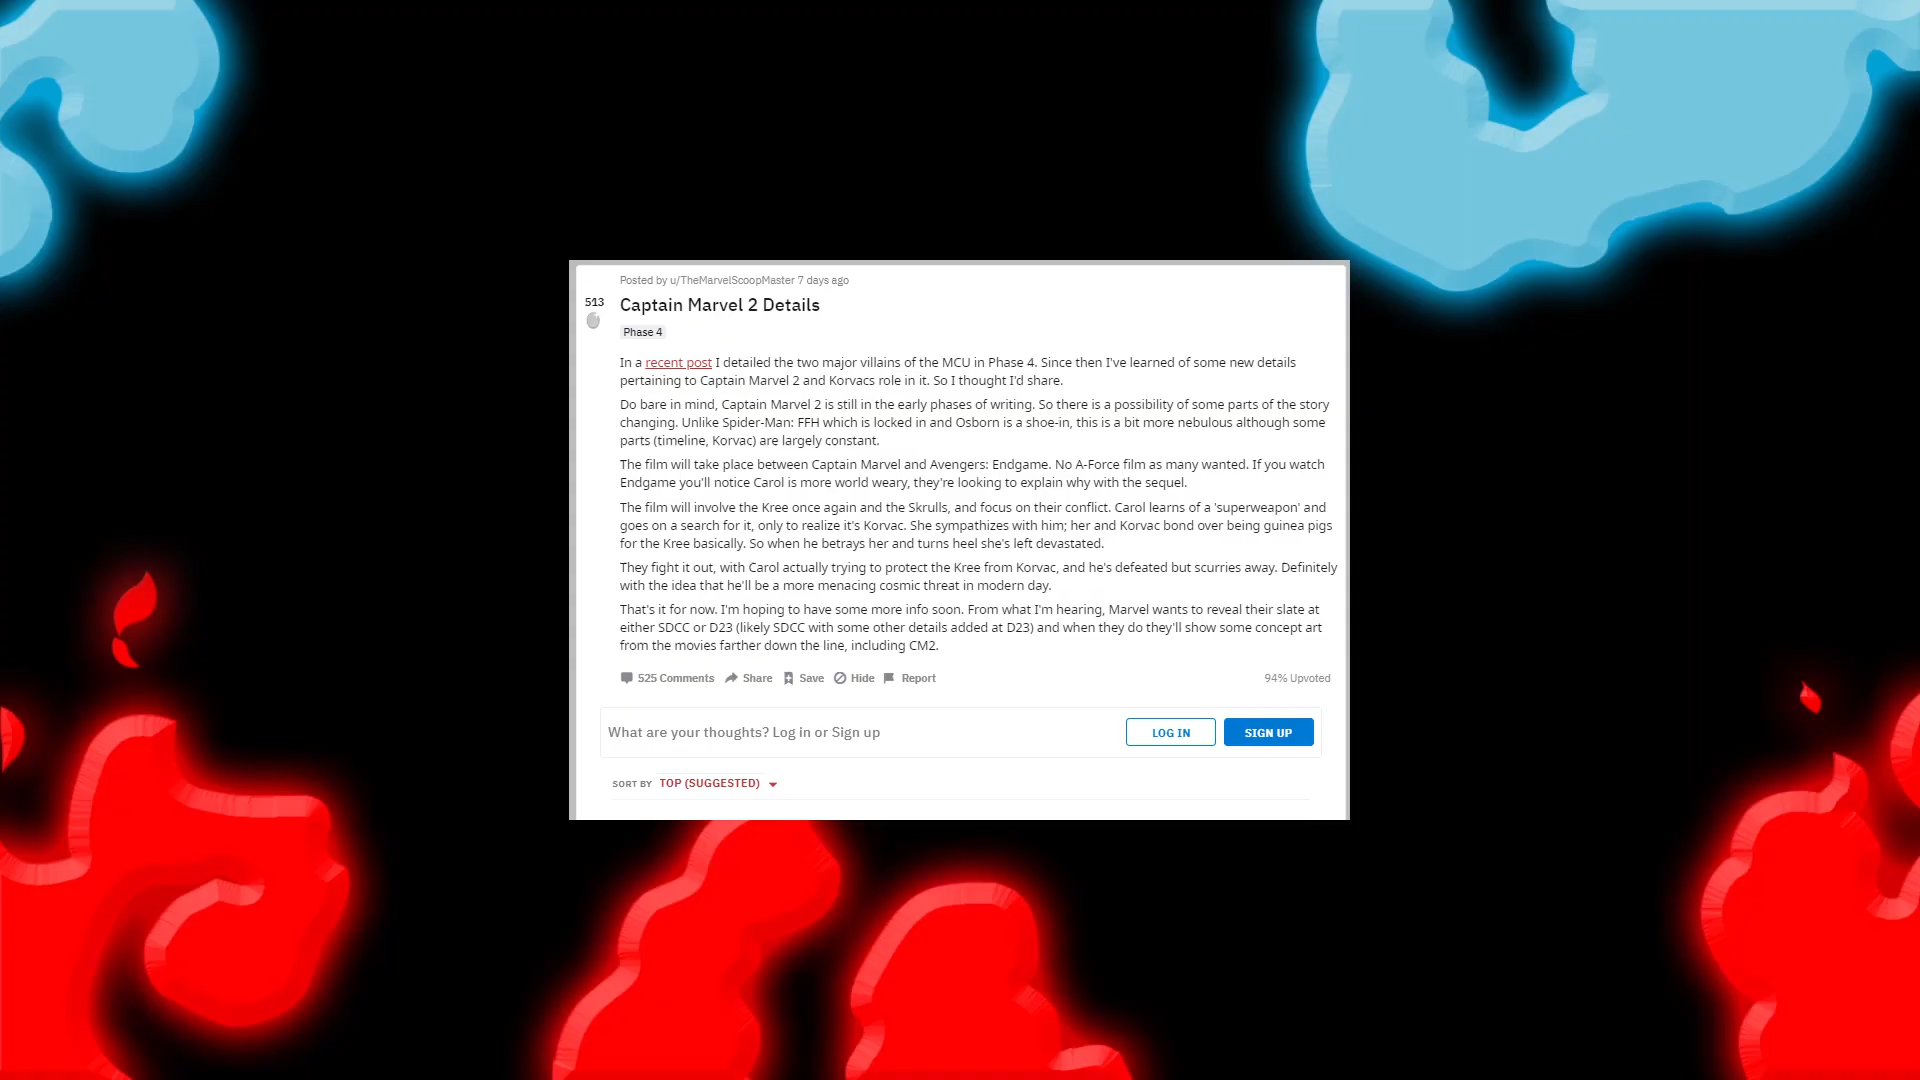 Posted by u/TheMarvelScoopMaster 7 days ago
513
Captain Marvel 2 Details
Phase 4
In a recent post I detailed the two major villains of the MCU in Phase 4. Since then I've learned of some new details
pertaining to Captain Marvel 2 and Korvacs role in it. So I thought I'd share.
Do bare in mind, Captain Marvel 2 is still in the early phases of writing. So there is a possibility of some parts of the story
changing. Unlike Spider-Man: FFH which is locked in and Osborn is a shoe-in, this is a bit more nebulous although some
parts (timeline, Korvac) are largely constant.
The film will take place between Captain Marvel and Avengers: Endgame. No A-Force film as many wanted. If you watch
Endgame you'll notice Carol is more world weary, they're looking to explain why with the sequel.
The film will involve the Kree once again and the Skrulls, and focus on their conflict. Carol learns of a 'superweapon' and
goes on a search for it, only to realize it's Korvac. She sympathizes with him; her and Korvac bond over being guinea pigs
for the Kree basically. So when he betrays her and turns heel she's left devastated.
They fight it out, with Carol actually trying to protect the Kree from Korvac, and he's defeated but scurries away. Definitely
with the idea that he'll be a more menacing cosmic threat in modern day.
That's it for now. I'm hoping to have some more info soon. From what I'm hearing, Marvel wants to reveal their slate at
either SDCC or D23 (likely SDCC with some other details added at D23) and when they do they'll show some concept art
from the movies farther down the line, including CM2.
525 Comments Share Save Hide Report 94% Upvoted
What are your thoughts? Log in or Sign up LOG IN SIGN UP
SORT BY TOP (SUGGESTED)